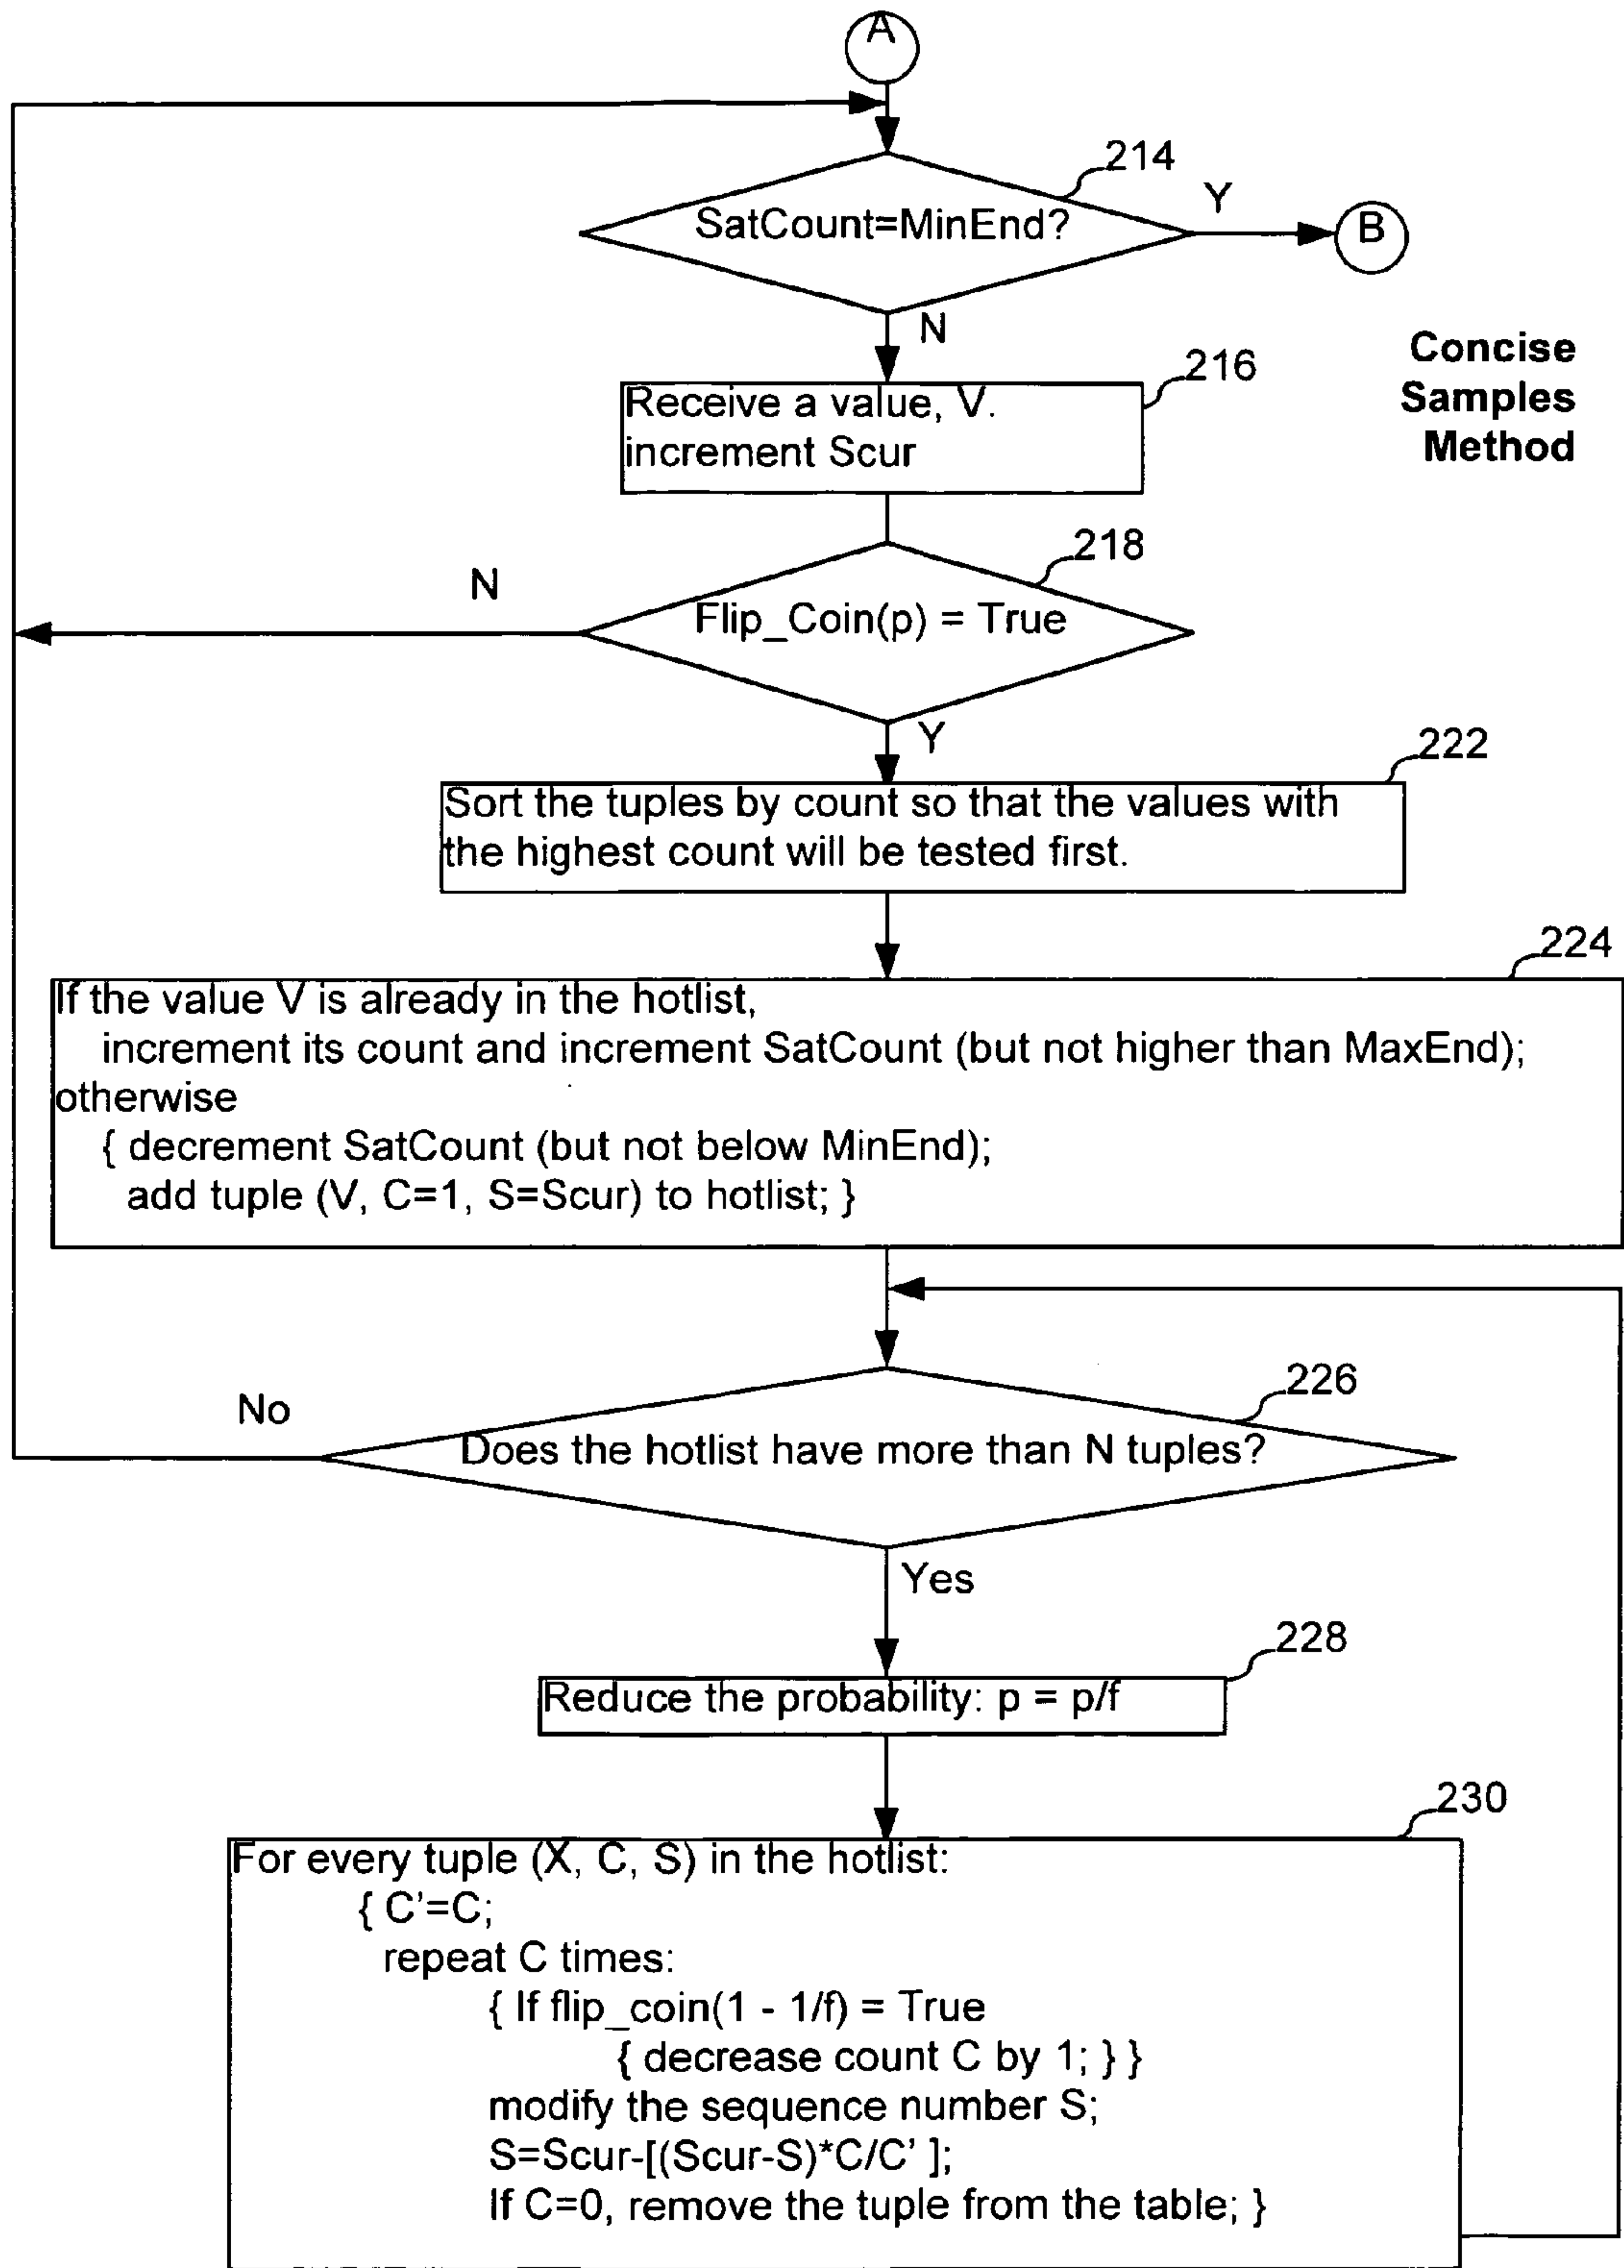 A
214
SatCount=MinEnd?
Y
B
N
Concise
Samples
Method
216
Receive a value, V.
increment Scur
218
N
Flip_Coin(p) = True
Y
222
Sort the tuples by count so that the values with
the highest count will be tested first.
224
If the value V is already in the hotlist,
increment its count and increment SatCount (but not higher than MaxEnd);
otherwise
{ decrement SatCount (but not below MinEnd);
add tuple (V, C=1, S=Scur) to hotlist; }
226
No
Does the hotlist have more than N tuples?
Yes
228
Reduce the probability: p = p/f
230
For every tuple (X, C, S) in the hotlist:
{ C'=C;
repeat C times:
{ If flip_coin(1 - 1/f) = True
{ decrease count C by 1; } }
modify the sequence number S;
S=Scur-[(Scur-S)*C/C' ];
If C=0, remove the tuple from the table; }